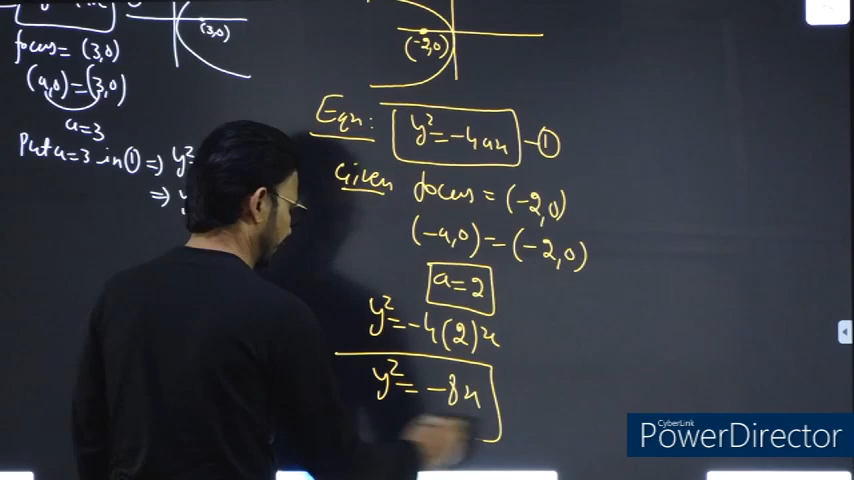 (3,0)
focus = (3,0)
(a,0) = (3,0)
a=3
Put a=3 in ① => y²
=> y
(-2,0)
Eqn: y²=-4ax -①
Given focus = (-2,0)
(-a,0) = (-2,0)
a=2
y²=-4(2)x
y²= -8x
CyberLink
PowerDirector